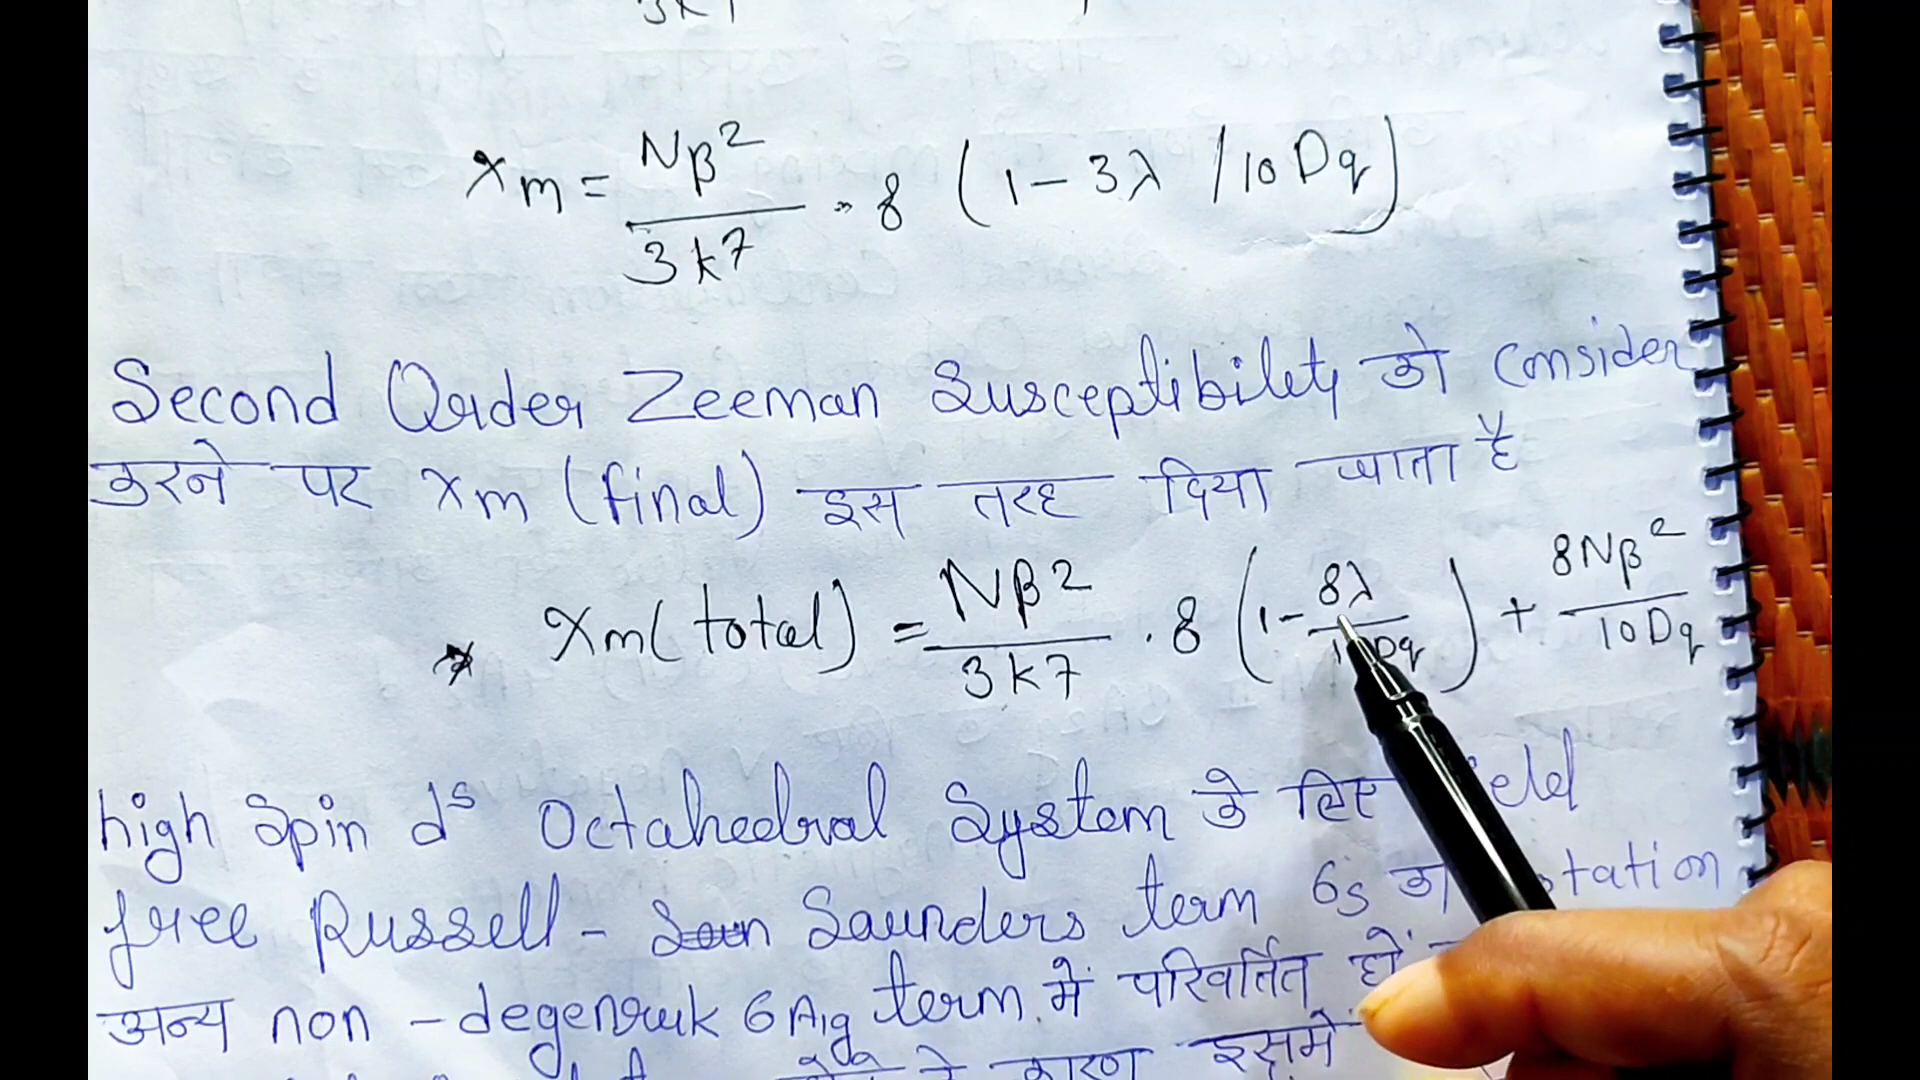 3kT
χm = Nβ² / 3kT · 8 (1 - 3λ / 10Dq)
Second Order Zeeman Susceptibility को consider
करने पर χm (final) इस तरह दिया जाता है
χm (total) = Nβ² / 3kT · 8 (1 - 8λ / 10Dq) + 8Nβ² / 10Dq
high Spin d⁵ Octahedral System के लिए
free Russell - Saunders term 6s का
अन्य non - degenerate 6A1g term में परिवर्तित
के कारण इसमें